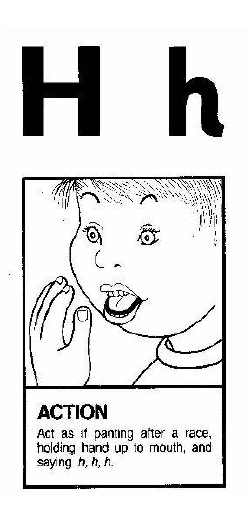 H h
ACTION
Act as if panting after a race,
holding hand up to mouth, and
saying h, h, h.